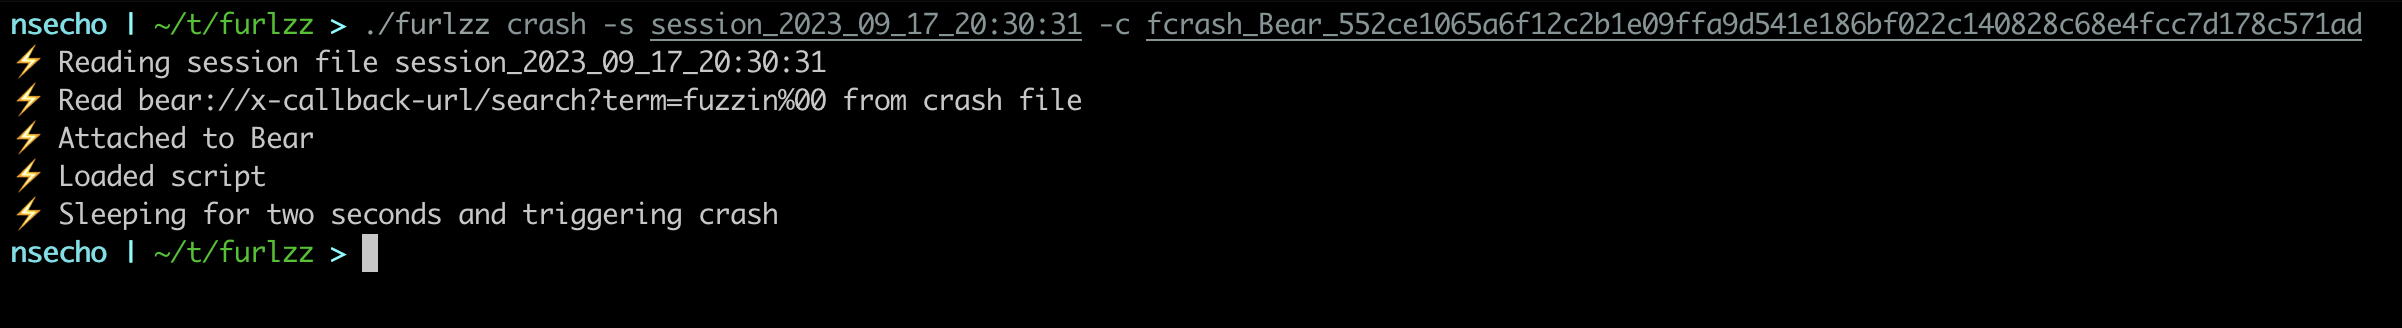 nsecho | ~/t/furlzz > ./furlzz crash -s session_2023_09_17_20:30:31 -c fcrash_Bear_552ce1065a6f12c2b1e09ffa9d541e186bf022c140828c68e4fcc7d178c571ad
⚡ Reading session file session_2023_09_17_20:30:31
⚡ Read bear://x-callback-url/search?term=fuzzin%00 from crash file
⚡ Attached to Bear
⚡ Loaded script
⚡ Sleeping for two seconds and triggering crash
nsecho | ~/t/furlzz >